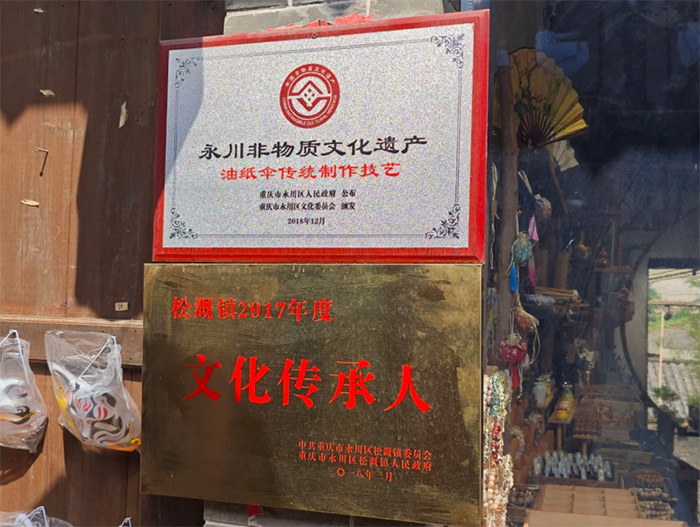 永川非物质文化遗产
油纸伞传统制作技艺
重庆市永川区人民政府 公布
重庆市永川区文化委员会 颁发
2018年12月
松溉镇2017年度
文化传承人
中共重庆市永川区松溉镇委员会
重庆市永川区松溉镇人民政府
二〇一八年二月